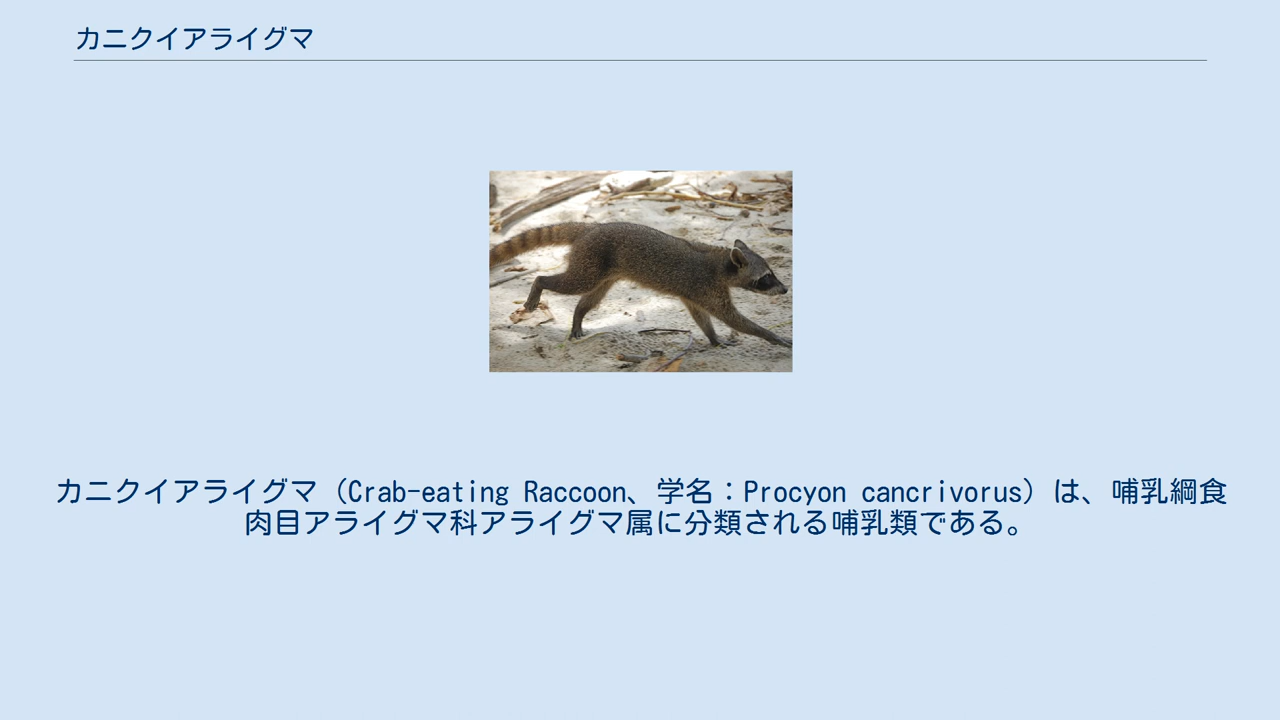 カニクイアライグマ
カニクイアライグマ（Crab-eating Raccoon、学名：Procyon cancrivorus）は、哺乳綱食
肉目アライグマ科アライグマ属に分類される哺乳類である。